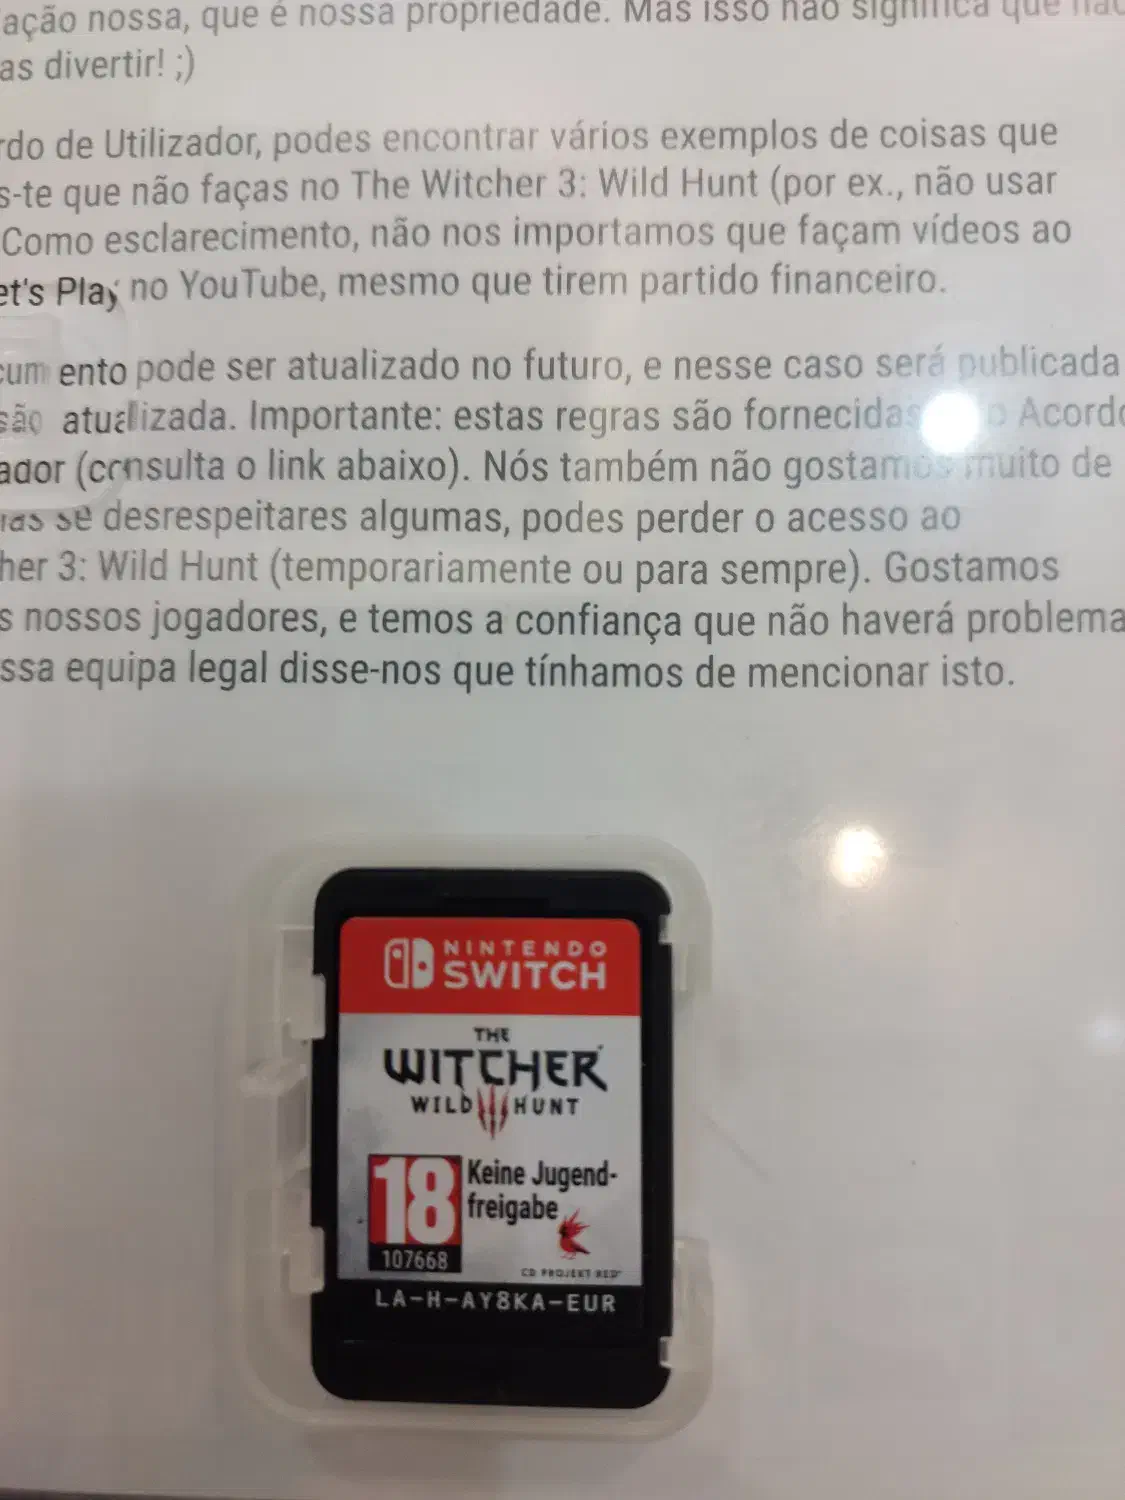 ação nossa, que é nossa propriedade. Mas isso não significa que
as divertir! ;)
rdo de Utilizador, podes encontrar vários exemplos de coisas que
s-te que não faças no The Witcher 3: Wild Hunt (por ex., não usar
Como esclarecimento, não nos importamos que façam vídeos ao
et's Play no YouTube, mesmo que tirem partido financeiro.
cumento pode ser atualizado no futuro, e nesse caso será publicada
são atualizada. Importante: estas regras são fornecidas Acordo
ador (consulta o link abaixo). Nós também não gostamos muito de
ras se desrespeitares algumas, podes perder o acesso ao
her 3: Wild Hunt (temporariamente ou para sempre). Gostamos
s nossos jogadores, e temos a confiança que não haverá problema
ssa equipa legal disse-nos que tínhamos de mencionar isto.
NINTENDO
SWITCH
THE
WITCHER
WILD III HUNT
18 Keine Jugend-
freigabe
107668
CD PROJEKT RED
LA-H-AY8KA-EUR